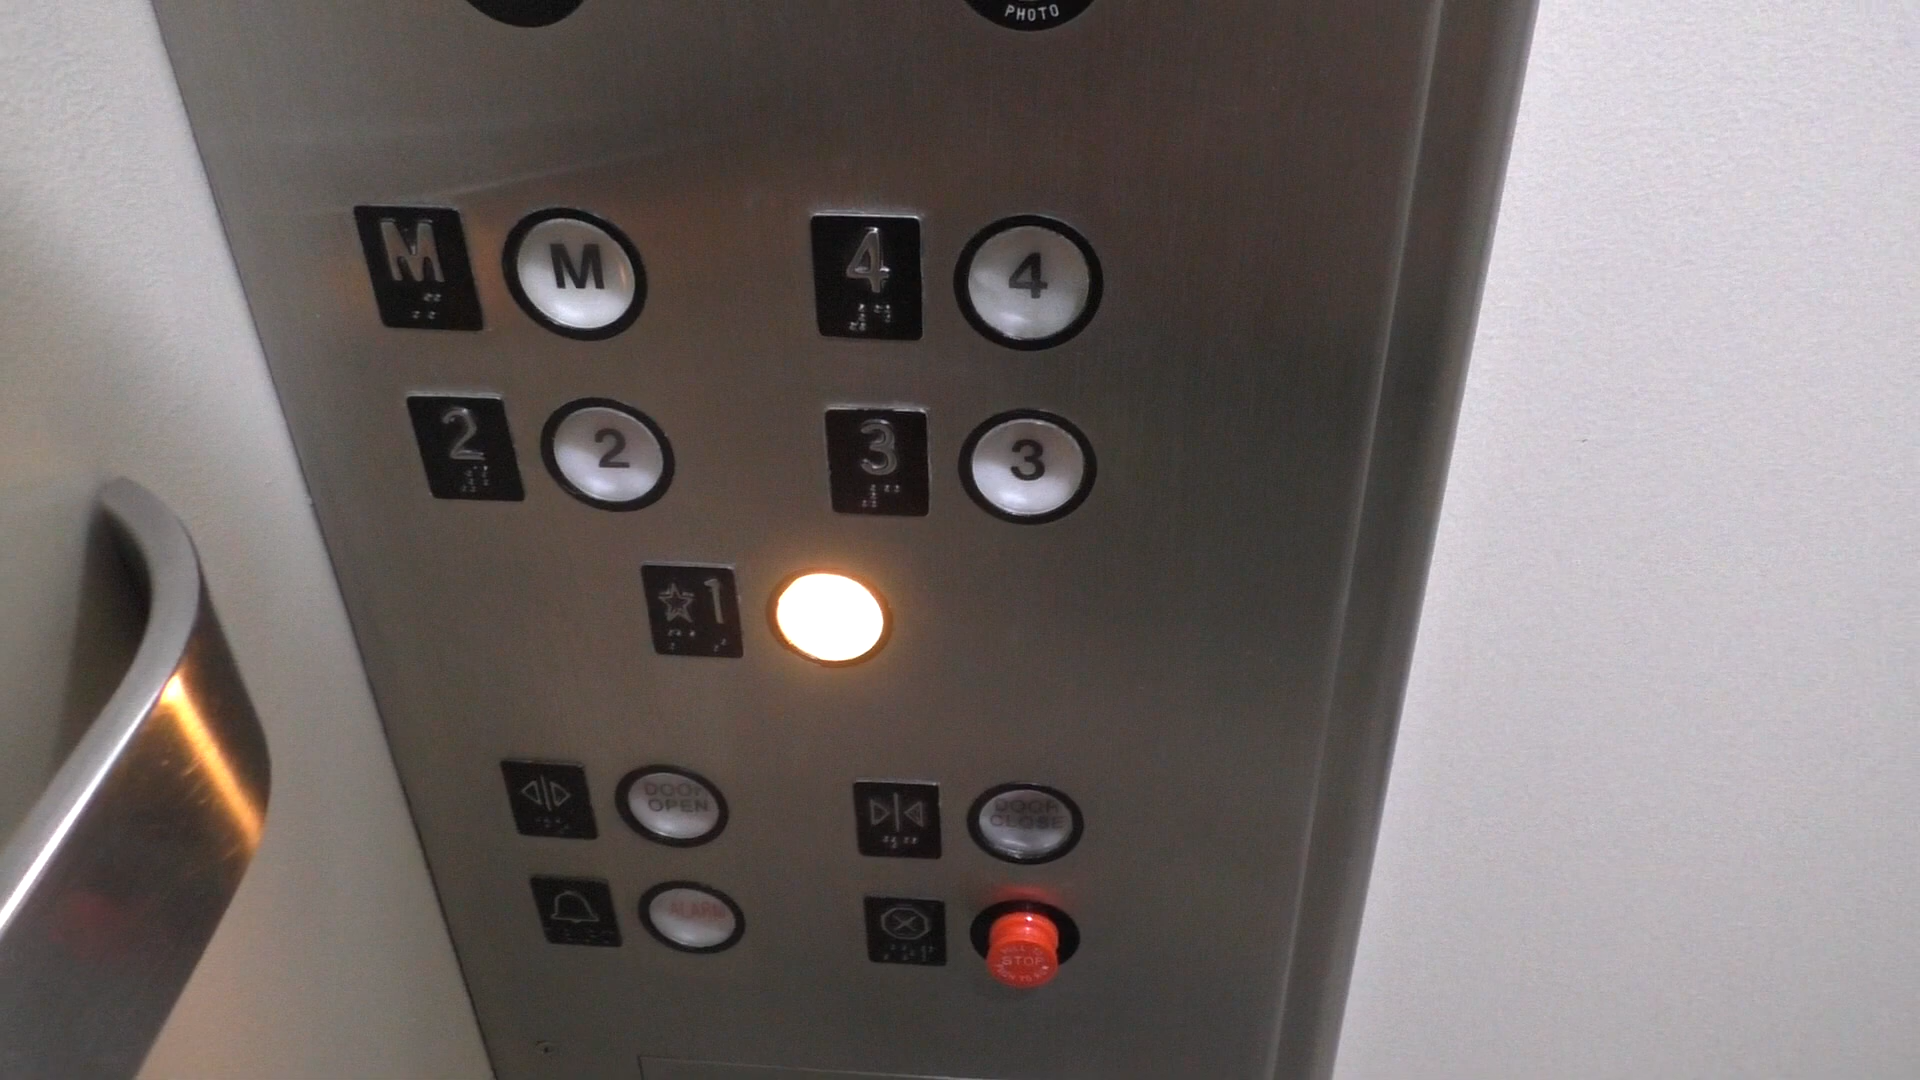 PHOTO
M M
4 4
2 2
3 3
☆1
DOOR
OPEN
DOOR
CLOSE
ALARM
STOP